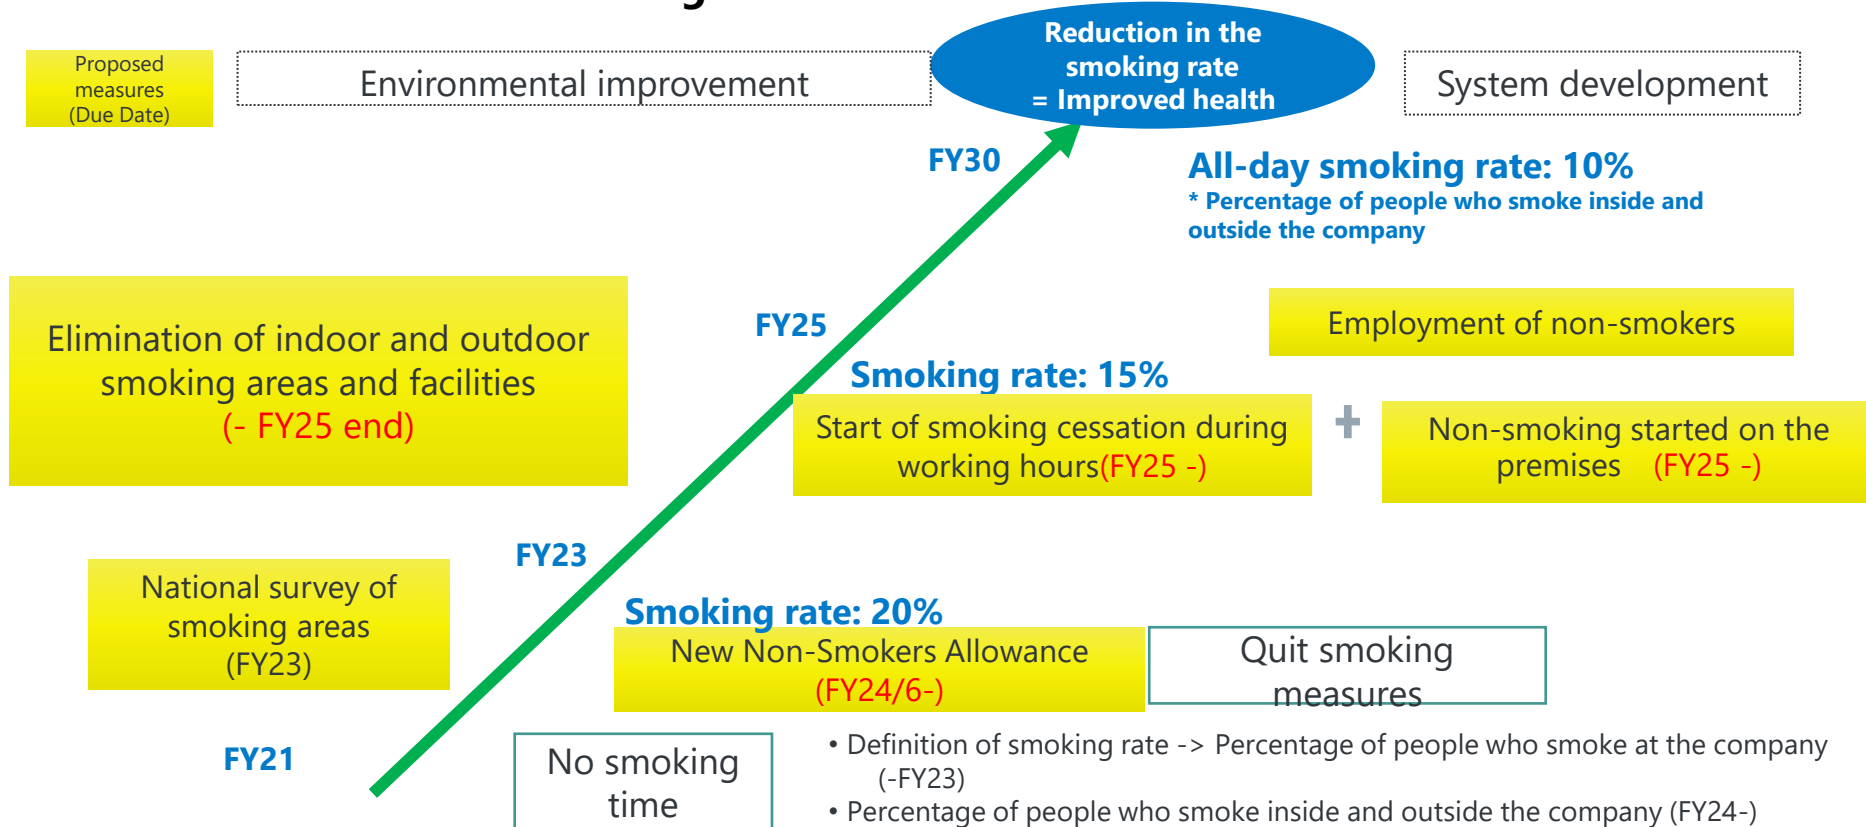 Reduction in the
smoking rate
= Improved health
Proposed
measures
(Due Date)
Environmental improvement
System development
FY30
All-day smoking rate: 10%
* Percentage of people who smoke inside and
outside the company
Elimination of indoor and outdoor
smoking areas and facilities
(- FY25 end)
FY25
Employment of non-smokers
Smoking rate: 15%
Start of smoking cessation during
working hours(FY25 -)
+
Non-smoking started on the
premises (FY25 -)
FY23
National survey of
smoking areas
(FY23)
Smoking rate: 20%
New Non-Smokers Allowance
(FY24/6-)
Quit smoking
measures
FY21
No smoking
time
• Definition of smoking rate -> Percentage of people who smoke at the company
(-FY23)
• Percentage of people who smoke inside and outside the company (FY24-)